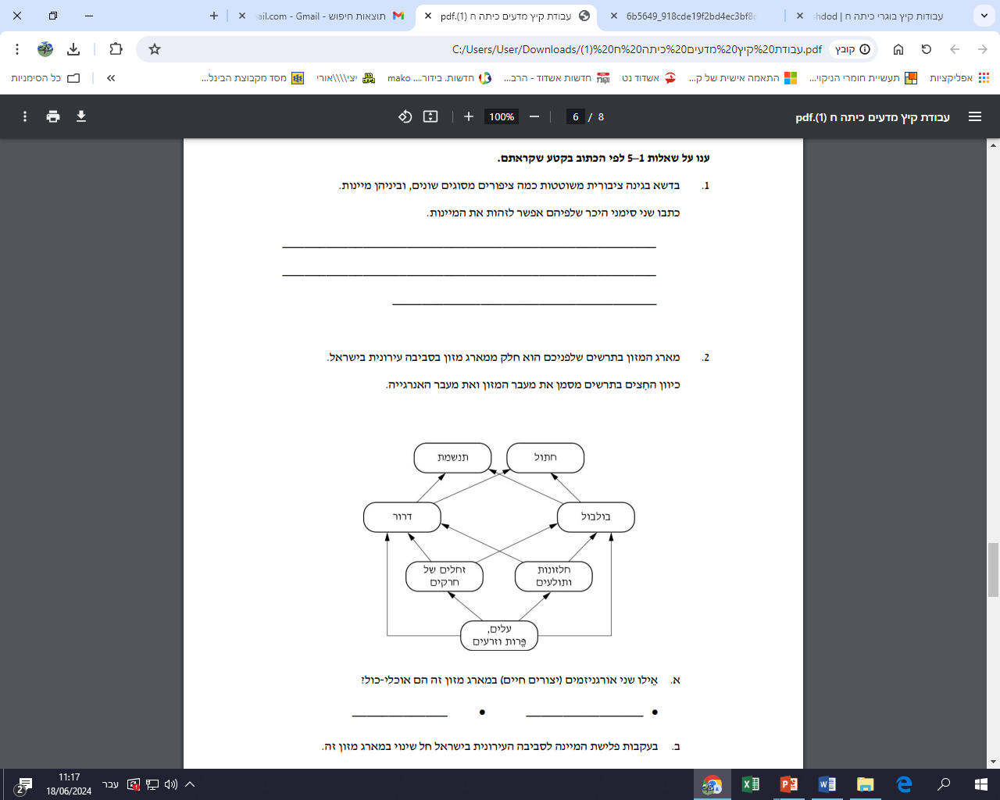 עבודות קיץ בוגרי כיתה ח | shdod
6b5649_918cde19f2bd4ec3bf8c
עבודת קיץ מדעים כיתה ח (1).pdf
תוצאות חיפוש - ail.com - Gmail
קובץ
C:/Users/User/Downloads/עבודת%20קיץ%20מדעים%20כיתה%20ח%20(1).pdf
אפליקציות
תעשיית חומרי הניקוי...
התאמה אישית של ק...
אשדוד נט
חדשות אשדוד - הרב...
חדשות. בידור.... mako
יצי\\\\אורי
מסד מקבוצת הבינל...
»
כל הסימניות
עבודת קיץ מדעים כיתה ח (1).pdf
6 / 8
100%
ענו על שאלות 1–5 לפי הכתוב בקטע שקראתם.
1. בדשא בגינה ציבורית משוטטות כמה ציפורים מסוגים שונים, וביניהן מיינות.
כתבו שני סימני היכר שלפיהם אפשר לזהות את המיינות.
2. מארג המזון בתרשים שלפניכם הוא חלק ממארג מזון בסביבה עירונית בישראל.
כיוון החִצים בתרשים מסמן את מעבר המזון ואת מעבר האנרגייה.
חתול
תנשמת
בולבול
דרור
חלזונות
ותולעים
זחלים של
חרקים
עלים,
פֵּרות וזרעים
א. אֵילו שני אורגניזמים (יצורים חיים) במארג מזון זה הם אוכלי-כול?
• ____________ • ____________
ב. בעקבות פלישת המיינה לסביבה העירונית בישראל חל שינוי במארג מזון זה.
עבר
11:17
18/06/2024
2